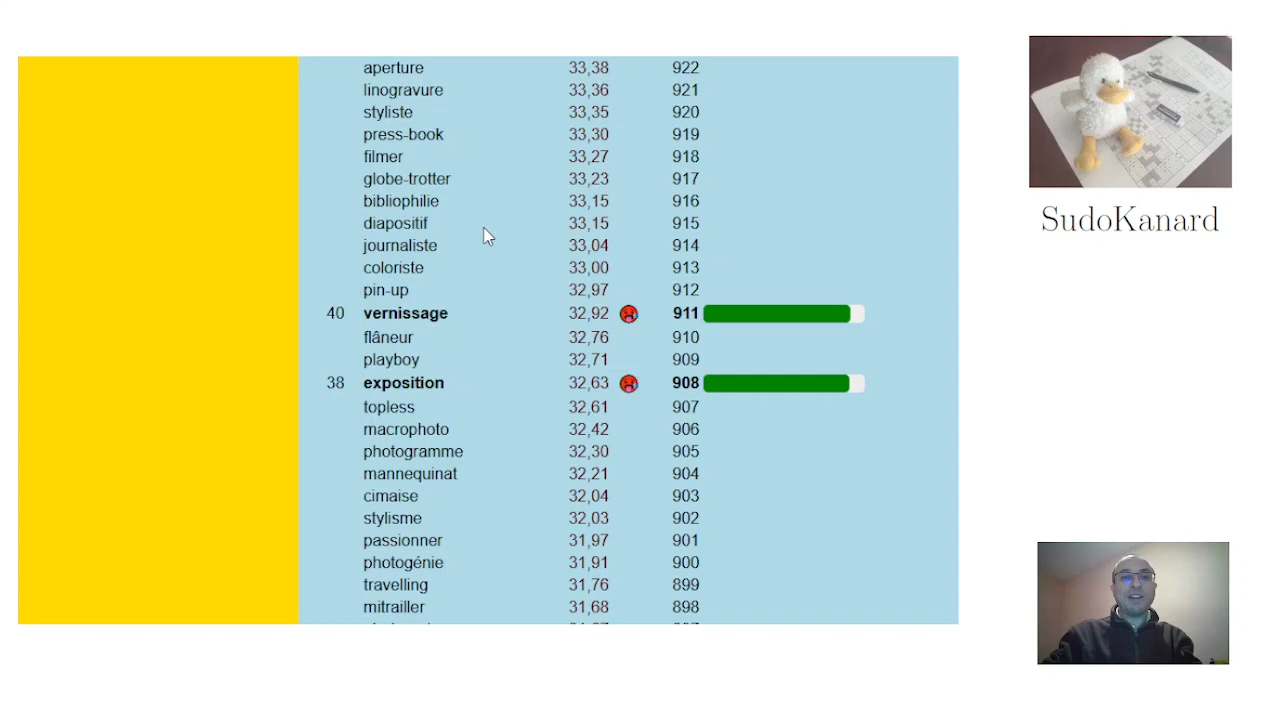 aperture 33,38 922
linogravure 33,36 921
styliste 33,35 920
press-book 33,30 919
filmer 33,27 918
globe-trotter 33,23 917
bibliophilie 33,15 916
diapositif 33,15 915
journaliste 33,04 914
coloriste 33,00 913
pin-up 32,97 912
40 vernissage 32,92 911
flâneur 32,76 910
playboy 32,71 909
38 exposition 32,63 908
topless 32,61 907
macrophoto 32,42 906
photogramme 32,30 905
mannequinat 32,21 904
cimaise 32,04 903
stylisme 32,03 902
passionner 31,97 901
photogénie 31,91 900
travelling 31,76 899
mitrailler 31,68 898
SudoKanard